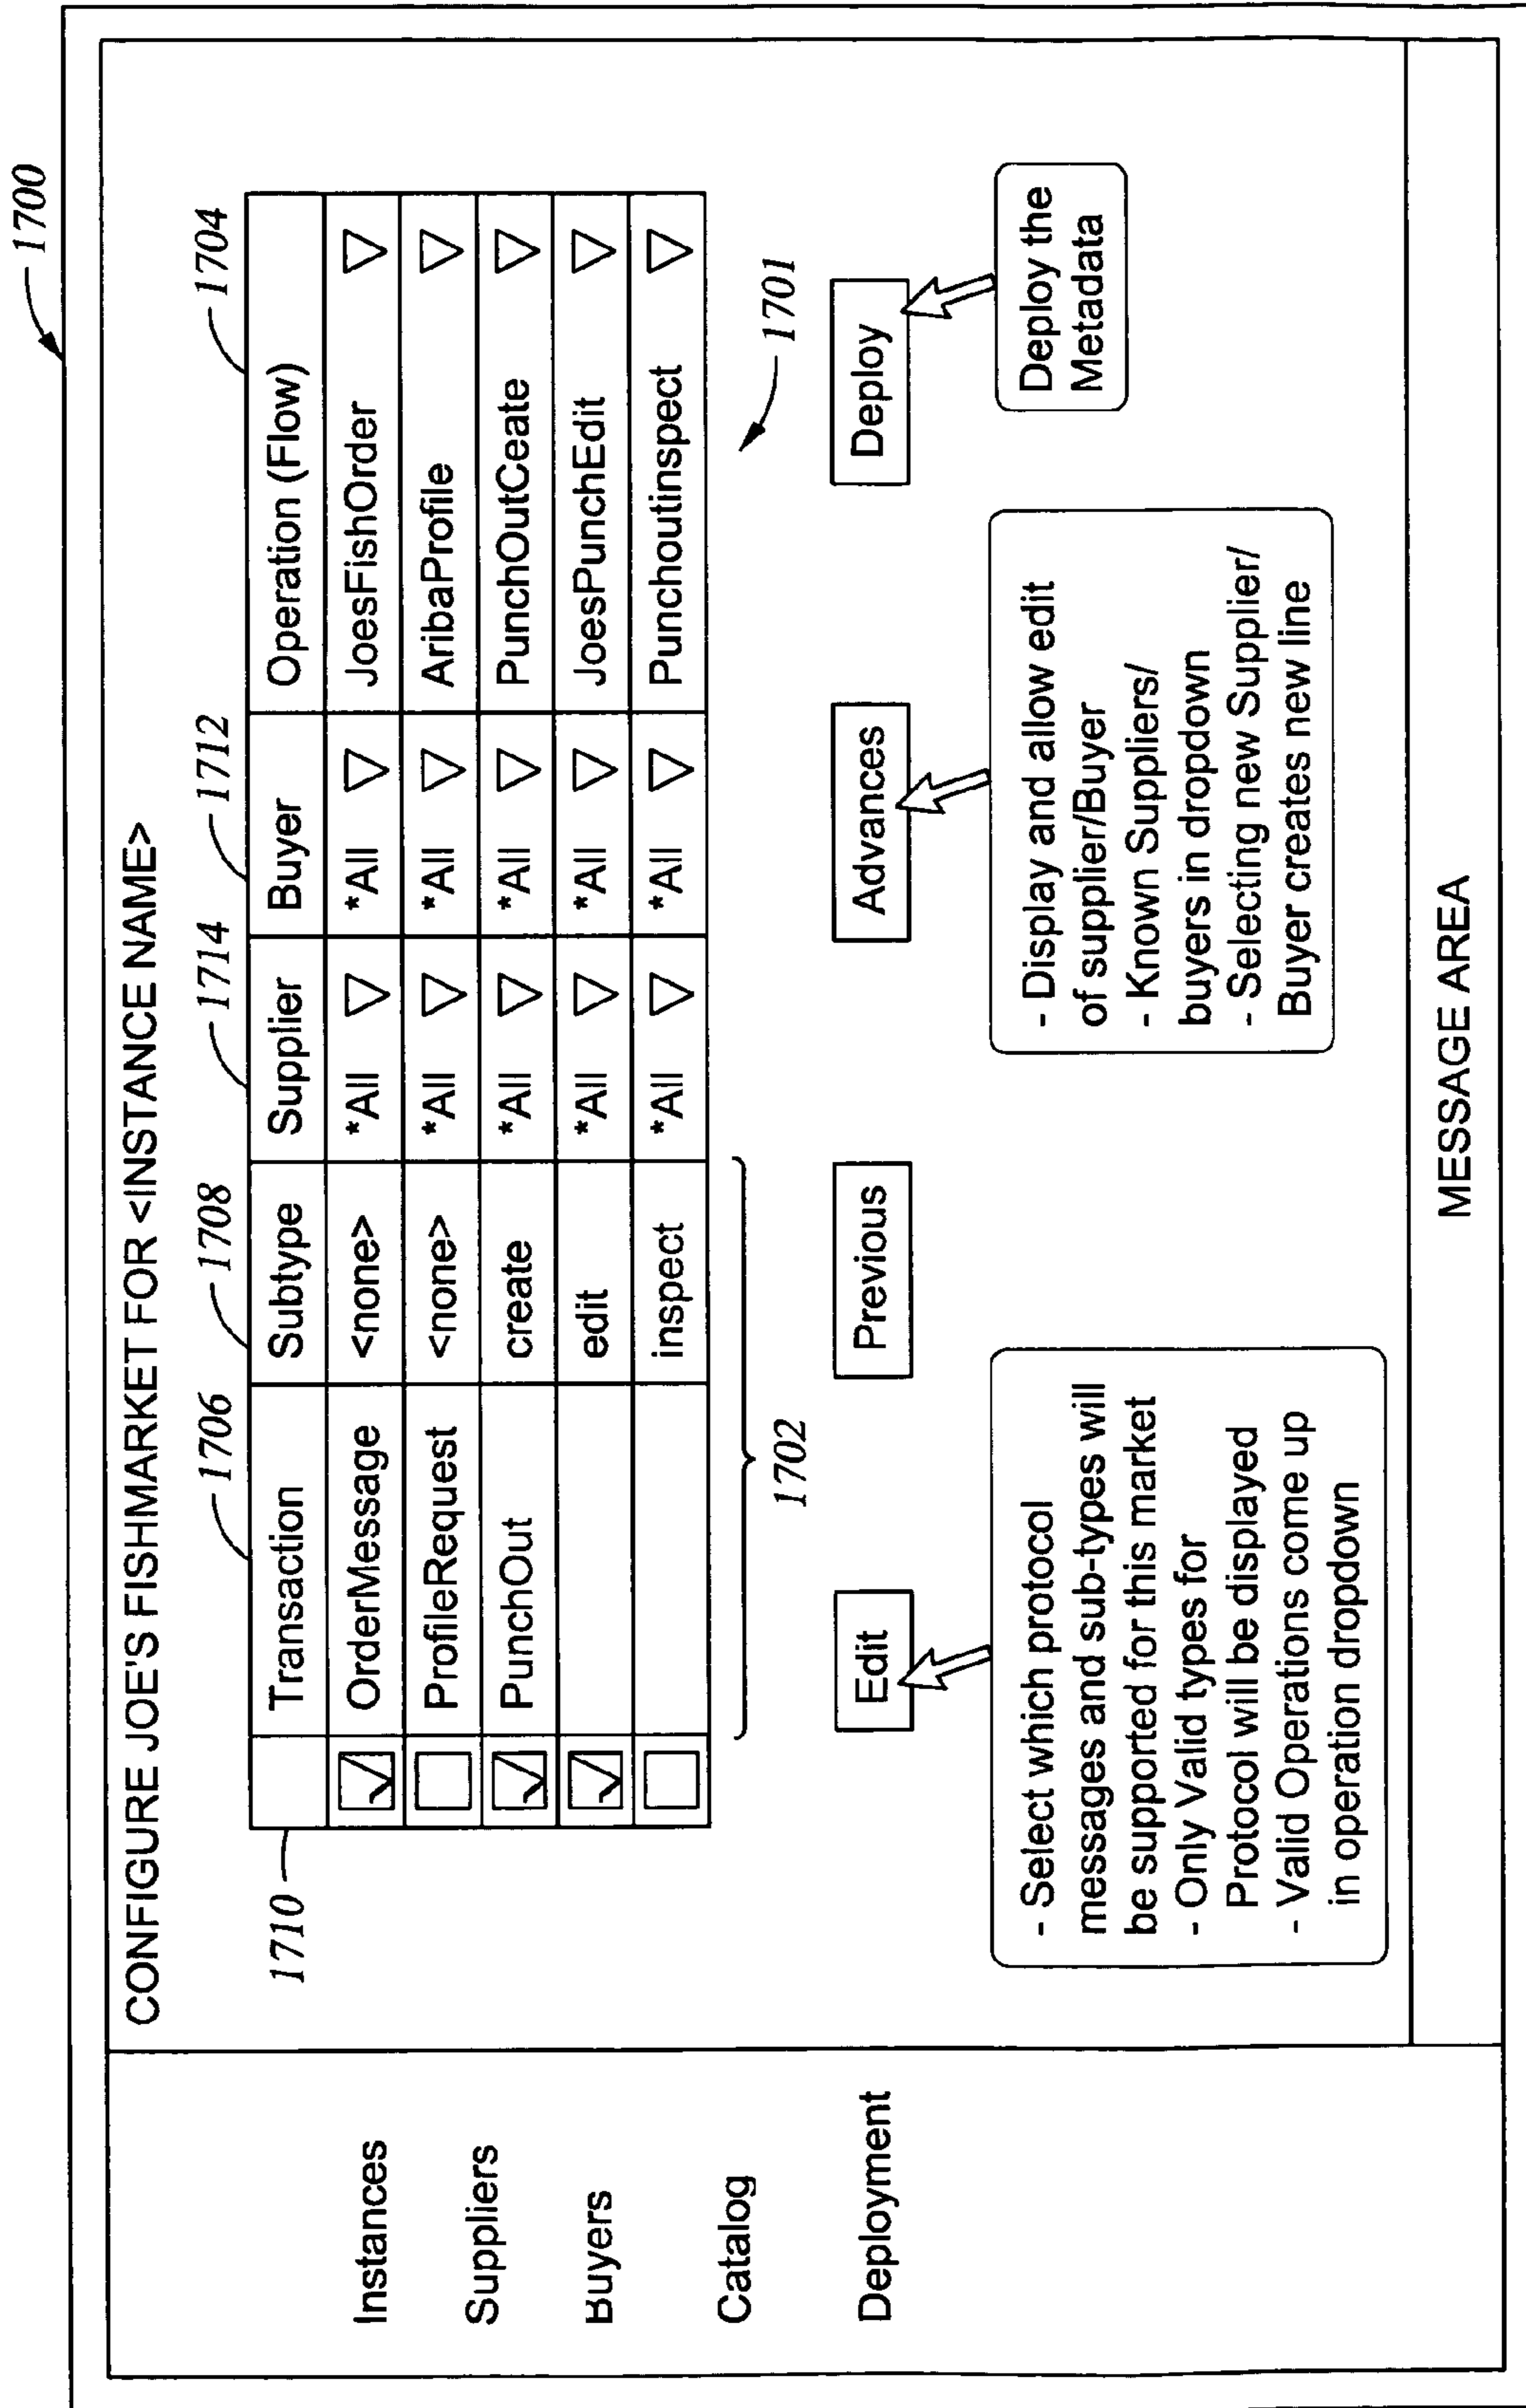 1700
CONFIGURE JOE'S FISHMARKET FOR <INSTANCE NAME>
1706
1708
1714
1712
1704
1710
Transaction Subtype Supplier Buyer Operation (Flow)
OrderMessage <none> *All *All JoesFishOrder
ProfileRequest <none> *All *All AribaProfile
PunchOut create *All *All PunchOutCeate
edit *All *All JoesPunchEdit
inspect *All *All Punchoutinspect
1702
1701
Instances
Suppliers
Buyers
Catalog
Deployment
Edit
Previous
Advances
Deploy
- Select which protocol
messages and sub-types will
be supported for this market
- Only Valid types for
Protocol will be displayed
- Valid Operations come up
in operation dropdown
- Display and allow edit
of supplier/Buyer
- Known Suppliers/
buyers in dropdown
- Selecting new Supplier/
Buyer creates new line
Deploy the
Metadata
MESSAGE AREA